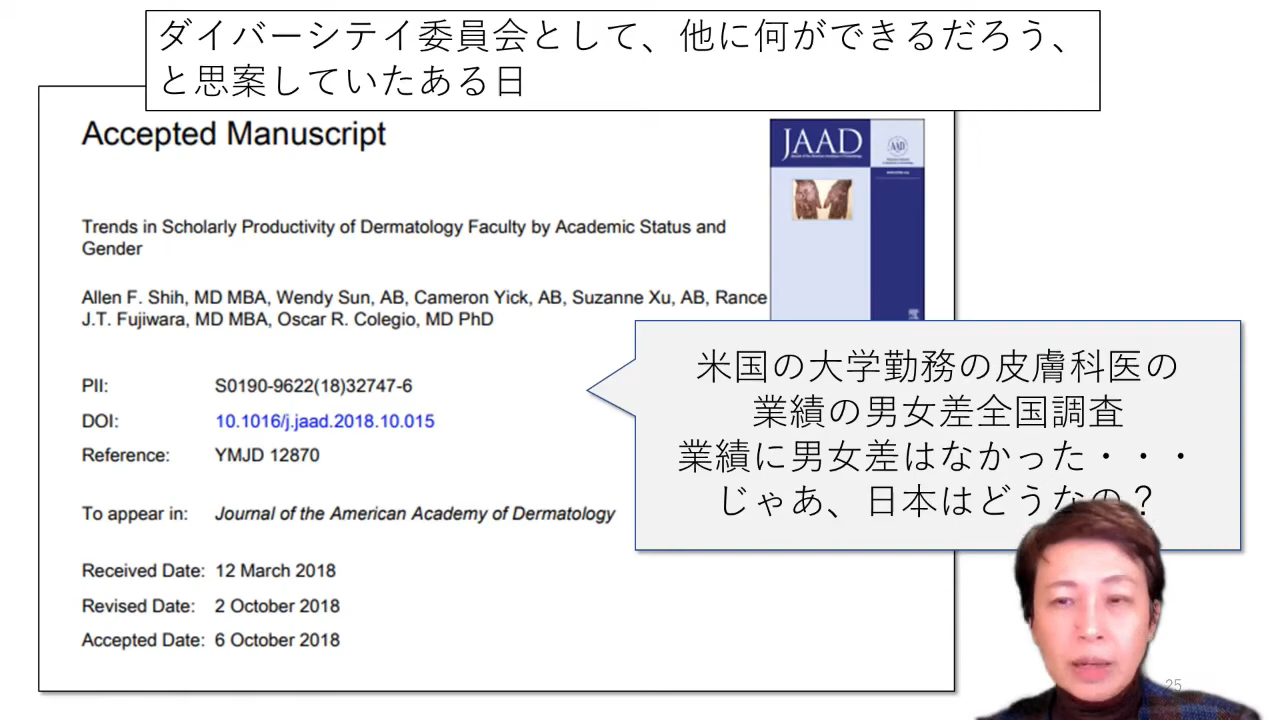 ダイバーシテイ委員会として、他に何ができるだろう、
と思案していたある日
Accepted Manuscript
JAAD
Trends in Scholarly Productivity of Dermatology Faculty by Academic Status and
Gender
Allen F. Shih, MD MBA, Wendy Sun, AB, Cameron Yick, AB, Suzanne Xu, AB, Rance
J.T. Fujiwara, MD MBA, Oscar R. Colegio, MD PhD
PII: S0190-9622(18)32747-6
DOI: 10.1016/j.jaad.2018.10.015
Reference: YMJD 12870
To appear in: Journal of the American Academy of Dermatology
Received Date: 12 March 2018
Revised Date: 2 October 2018
Accepted Date: 6 October 2018
米国の大学勤務の皮膚科医の
業績の男女差全国調査
業績に男女差はなかった・・・
じゃあ、日本はどうなの？
25